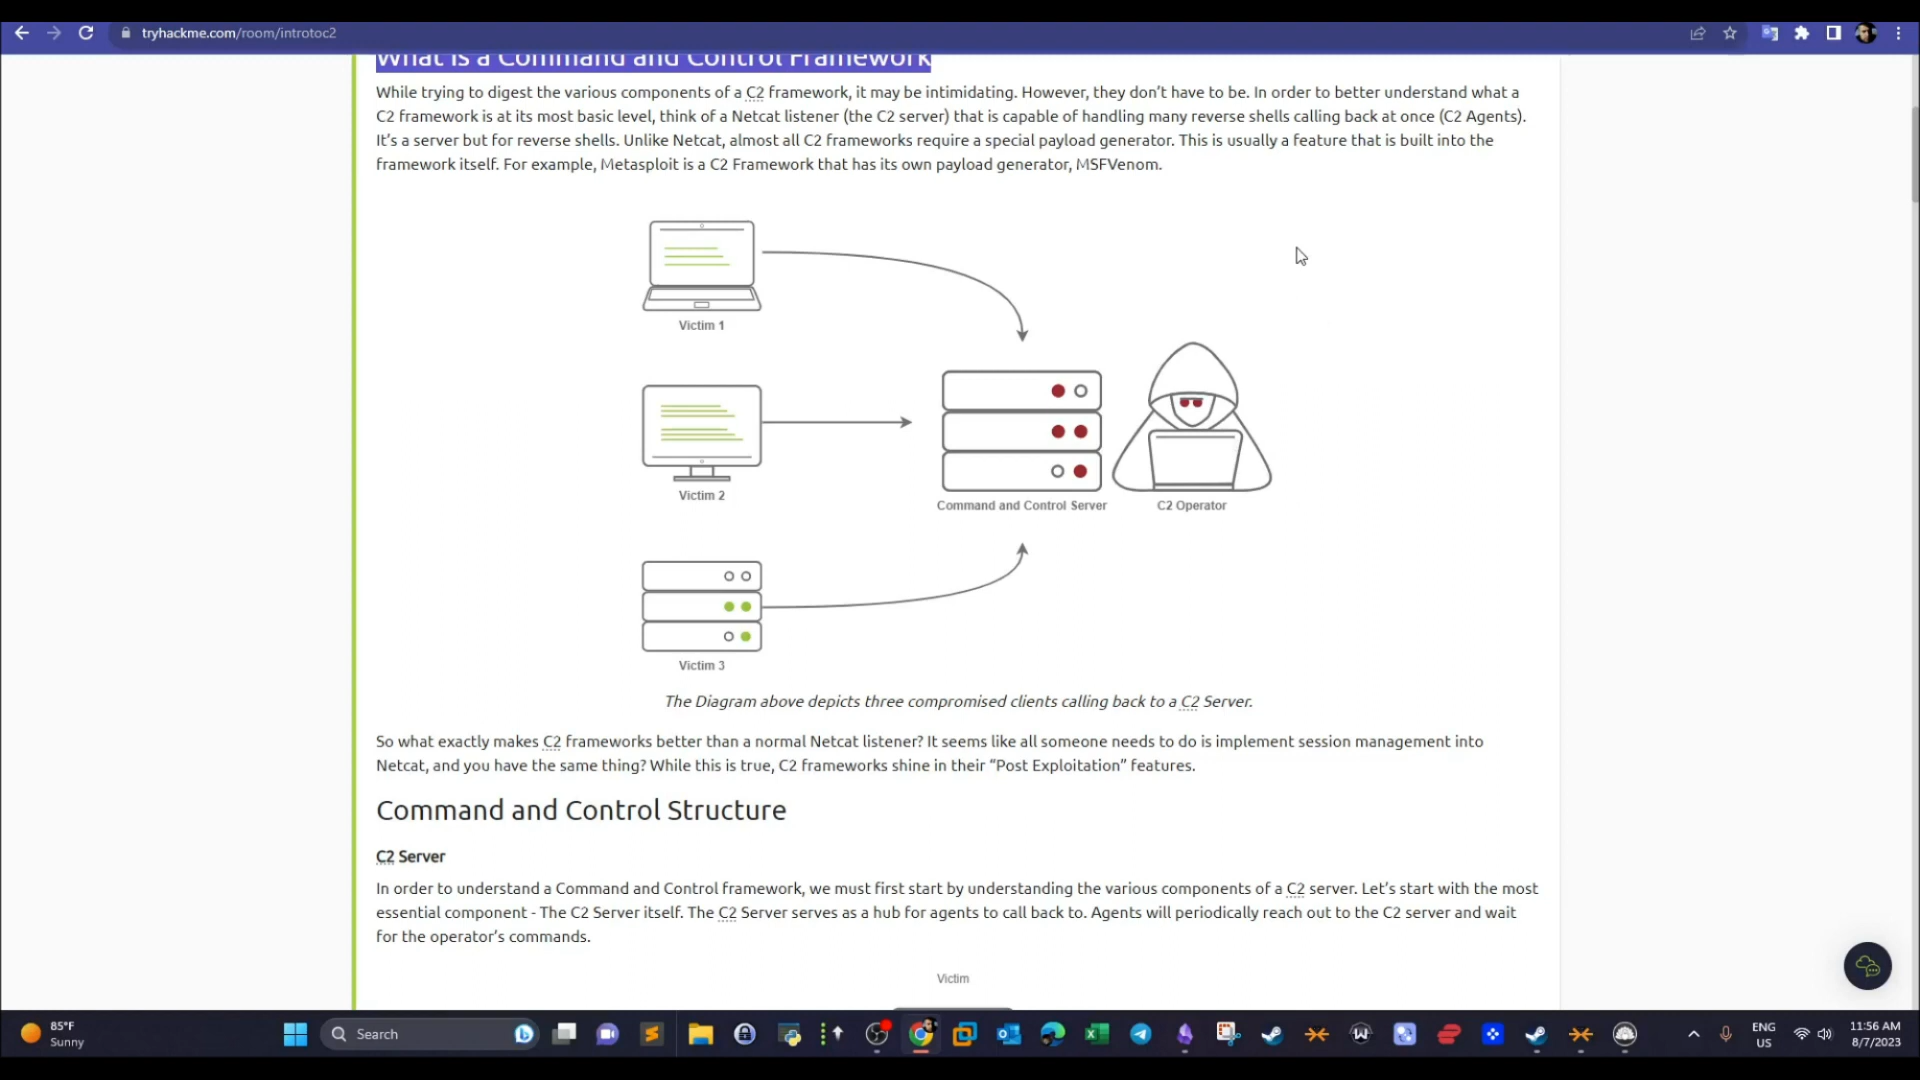 tryhackme.com/room/introtoc2
What is a Command and Control Framework
While trying to digest the various components of a C2 framework, it may be intimidating. However, they don't have to be. In order to better understand what a
C2 framework is at its most basic level, think of a Netcat listener (the C2 server) that is capable of handling many reverse shells calling back at once (C2 Agents).
It's a server but for reverse shells. Unlike Netcat, almost all C2 frameworks require a special payload generator. This is usually a feature that is built into the
framework itself. For example, Metasploit is a C2 Framework that has its own payload generator, MSFVenom.
Victim 1
Victim 2
Command and Control Server
C2 Operator
Victim 3
The Diagram above depicts three compromised clients calling back to a C2 Server.
So what exactly makes C2 frameworks better than a normal Netcat listener? It seems like all someone needs to do is implement session management into
Netcat, and you have the same thing? While this is true, C2 frameworks shine in their “Post Exploitation” features.
Command and Control Structure
C2 Server
In order to understand a Command and Control framework, we must first start by understanding the various components of a C2 server. Let's start with the most
essential component - The C2 Server itself. The C2 Server serves as a hub for agents to call back to. Agents will periodically reach out to the C2 server and wait
for the operator's commands.
Victim
85°F
Sunny
Search
ENG
US
11:56 AM
8/7/2023